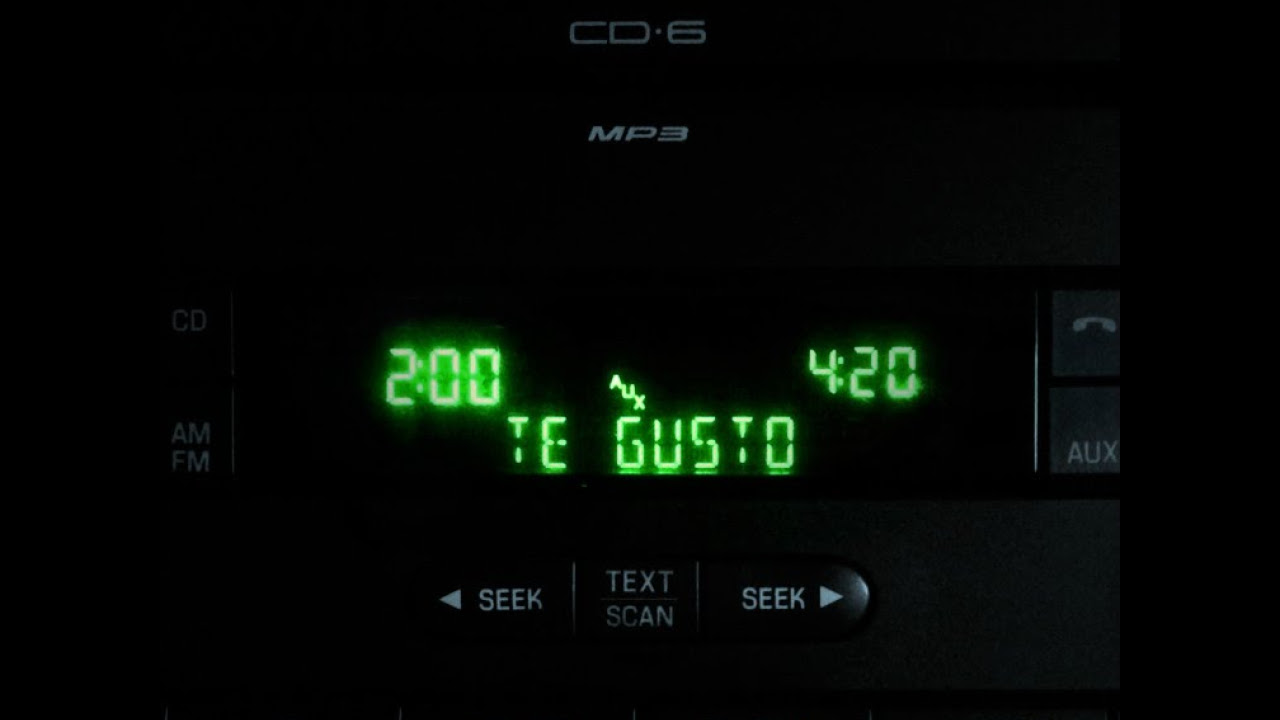 CD·6
MP3
CD
2:00
AUX
4:20
TE GUSTO
AM
FM
AUX
◀ SEEK
TEXT
SCAN
SEEK ▶